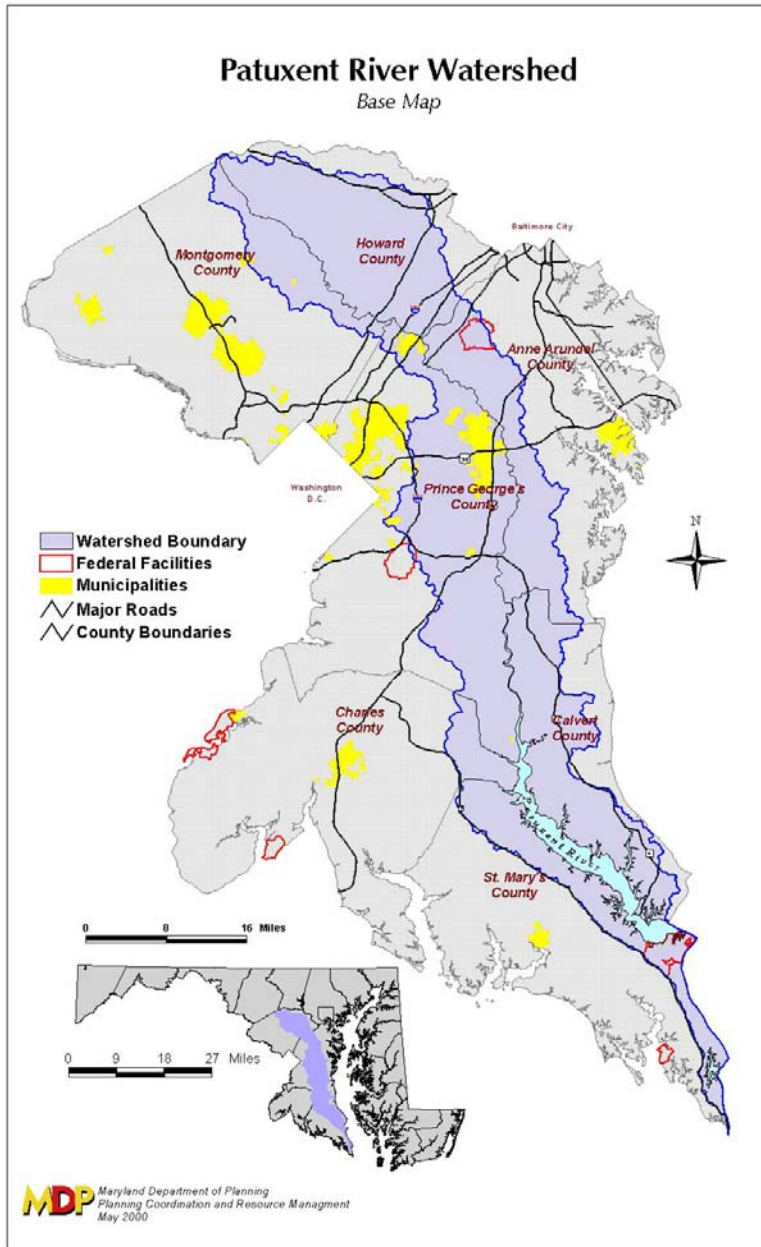 Patuxent River Watershed
Base Map
Baltimore City
Howard
County
Montgomery
County
Anne Arundel
County
Washington
D.C.
Prince George's
County
N
Watershed Boundary
Federal Facilities
Municipalities
Major Roads
County Boundaries
Charles
County
Calvert
County
Patuxent River
St. Mary's
County
0 8 16 Miles
0 9 18 27 Miles
MDP
Maryland Department of Planning
Planning Coordination and Resource Managment
May 2000